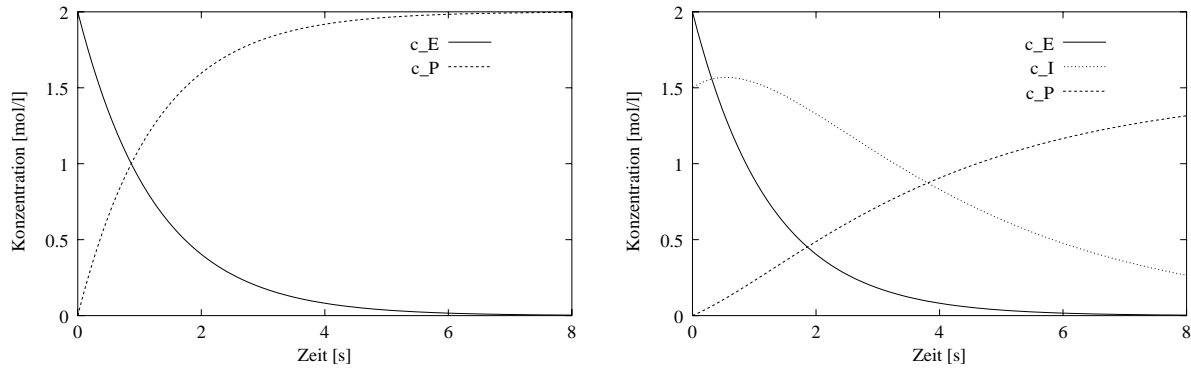 2
1.5
1
0.5
0
0 2 4 6 8
Konzentration [mol/l]
Zeit [s]
c_E
c_P
2
1.5
1
0.5
0
0 2 4 6 8
Konzentration [mol/l]
Zeit [s]
c_E
c_I
c_P